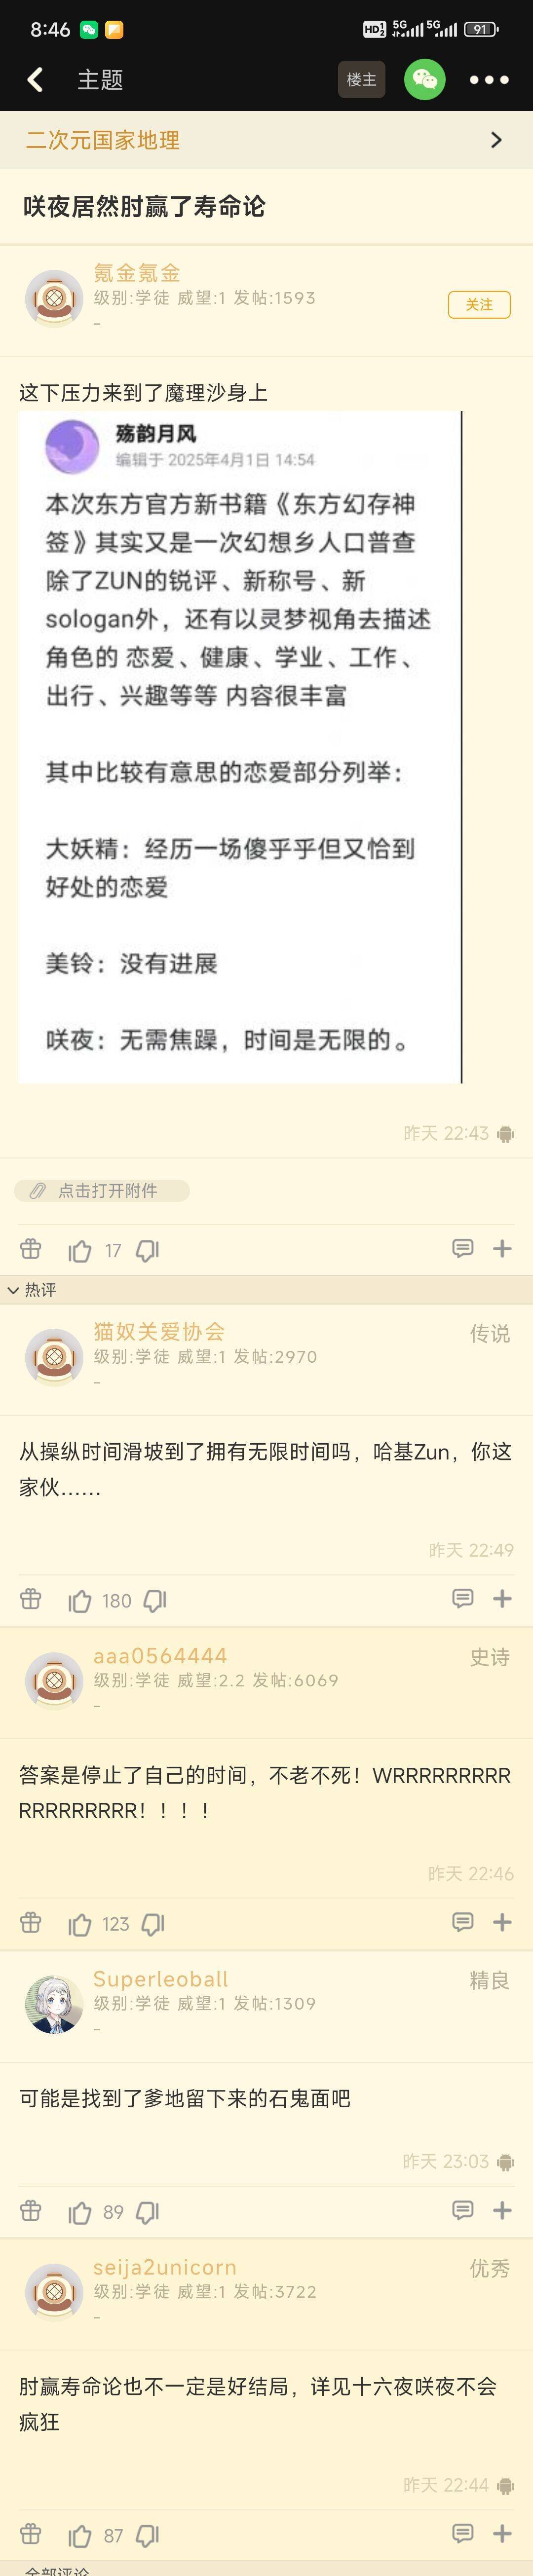 8:46
HD 1 2 5G 5G 91
主题
楼主
二次元国家地理
咲夜居然肘赢了寿命论
氪金氪金
级别:学徒 威望:1 发帖:1593
关注
–
这下压力来到了魔理沙身上
殇韵月风
编辑于 2025年4月1日 14:54
本次东方官方新书籍《东方幻存神
签》其实又是一次幻想乡人口普查
除了ZUN的锐评、新称号、新
sologan外，还有以灵梦视角去描述
角色的 恋爱、健康、学业、工作、
出行、兴趣等等 内容很丰富
其中比较有意思的恋爱部分列举：
大妖精：经历一场傻乎乎但又恰到
好处的恋爱
美铃：没有进展
咲夜：无需焦躁，时间是无限的。
昨天 22:43
点击打开附件
17
热评
猫奴关爱协会
传说
级别:学徒 威望:1 发帖:2970
–
从操纵时间滑坡到了拥有无限时间吗，哈基Zun，你这
家伙……
昨天 22:49
180
aaa0564444
史诗
级别:学徒 威望:2.2 发帖:6069
–
答案是停止了自己的时间，不老不死！WRRRRRRRRR
RRRRRRRRRR！！！！
昨天 22:46
123
Superleoball
精良
级别:学徒 威望:1 发帖:1309
–
可能是找到了爹地留下来的石鬼面吧
昨天 23:03
89
seija2unicorn
优秀
级别:学徒 威望:1 发帖:3722
–
肘赢寿命论也不一定是好结局，详见十六夜咲夜不会
疯狂
昨天 22:44
87
全部评论